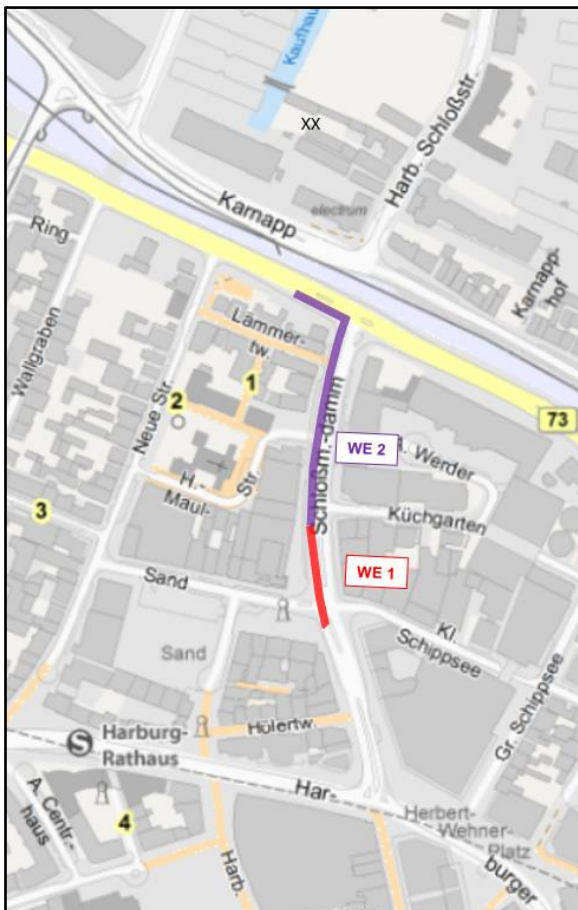 Kaufhau
XX
Harb. Schloßstr.
Karnapp
electrum
Ring
Karnapp-
hof
Wallgraben
Lämmer-
tw.
1
Neue Str.
2
Schloßm.-damm
73
WE 2
A. Werder
H.-
Maul-
Str.
3
Küchgarten
WE 1
Sand
Kl.
Schippsee
Sand
Gr. Schippsee
Hölertw.
S
Harburg-
Rathaus
Har-
A. Centr.-
haus
4
Herbert-
Wehner-
Platz
Harb.
burger